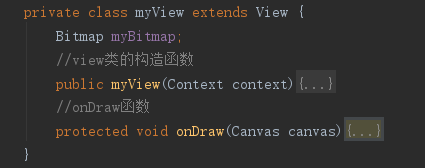 private class myView extends View {
Bitmap myBitmap;
//view类的构造函数
public myView(Context context){...}
//onDraw函数
protected void onDraw(Canvas canvas){...}
}